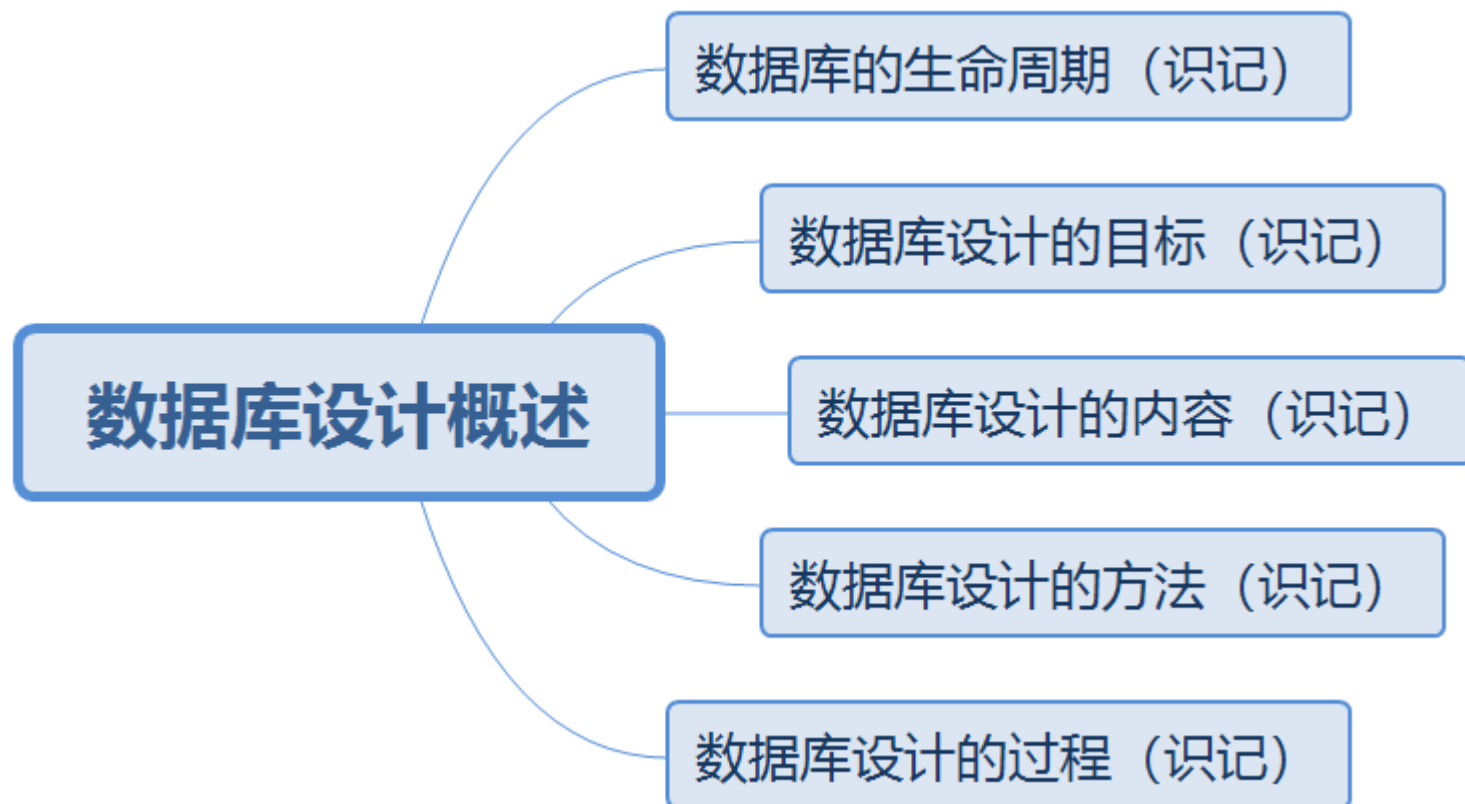 数据库的生命周期（识记）
数据库设计的目标（识记）
数据库设计概述
数据库设计的内容（识记）
数据库设计的方法（识记）
数据库设计的过程（识记）